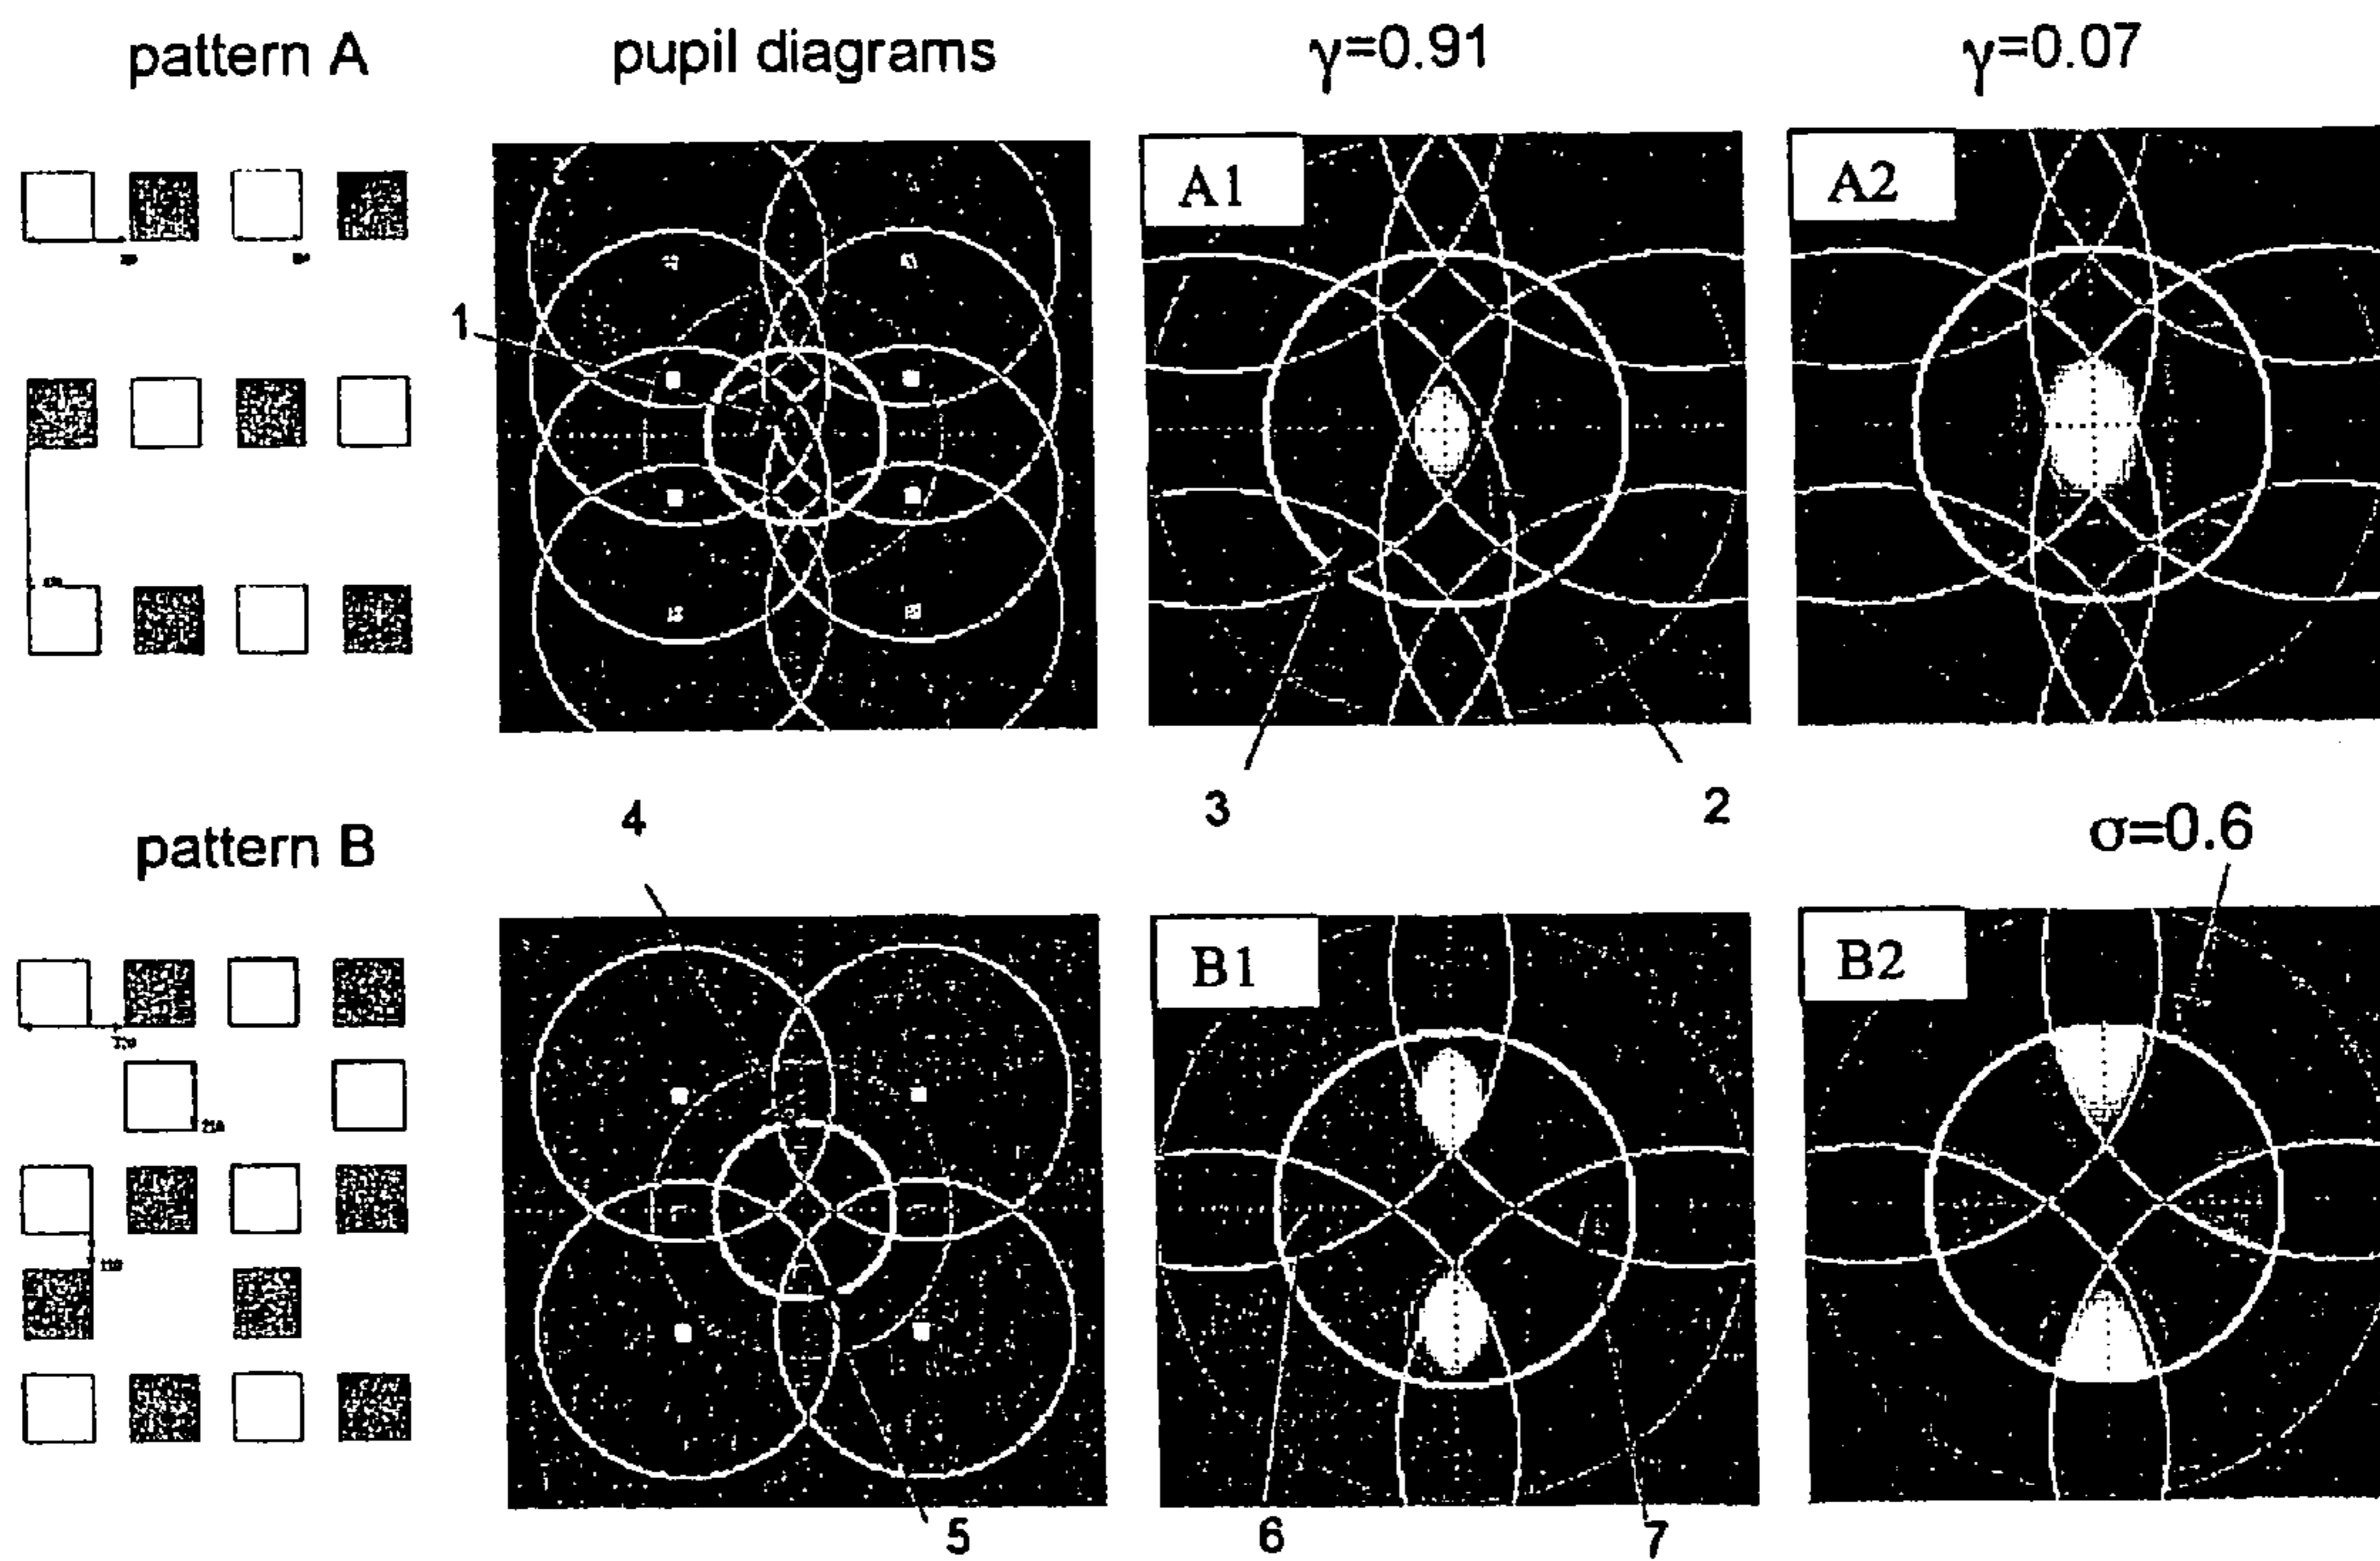 pattern A
pupil diagrams
γ=0.91
γ=0.07
A1
A2
1
3
2
4
pattern B
σ=0.6
B1
B2
5
6
7